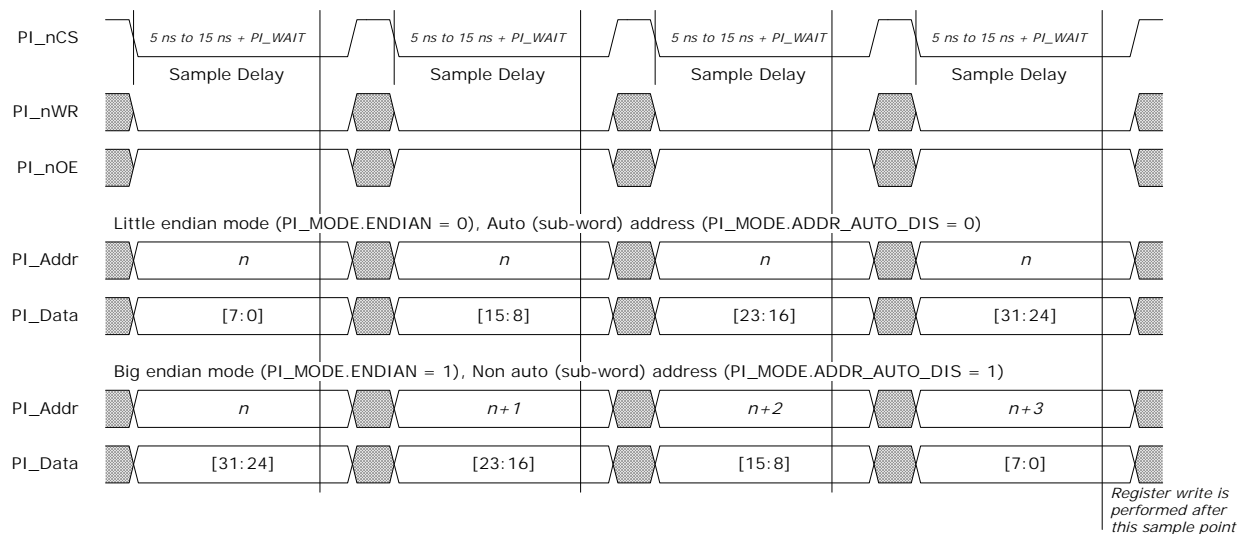 PI_nCS 5 ns to 15 ns + PI_WAIT 5 ns to 15 ns + PI_WAIT 5 ns to 15 ns + PI_WAIT 5 ns to 15 ns + PI_WAIT
Sample Delay Sample Delay Sample Delay Sample Delay
PI_nWR
PI_nOE
Little endian mode (PI_MODE.ENDIAN = 0), Auto (sub-word) address (PI_MODE.ADDR_AUTO_DIS = 0)
PI_Addr n n n n
PI_Data [7:0] [15:8] [23:16] [31:24]
Big endian mode (PI_MODE.ENDIAN = 1), Non auto (sub-word) address (PI_MODE.ADDR_AUTO_DIS = 1)
PI_Addr n n+1 n+2 n+3
PI_Data [31:24] [23:16] [15:8] [7:0]
Register write is
performed after
this sample point